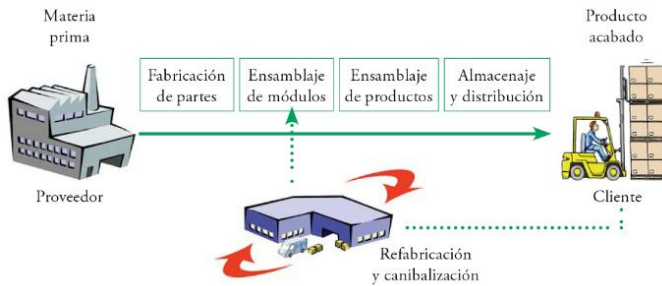 Materia
prima
Producto
acabado
Fabricación
de partes
Ensamblaje
de módulos
Ensamblaje
de productos
Almacenaje
y distribución
Proveedor
Cliente
Refabricación
y canibalización